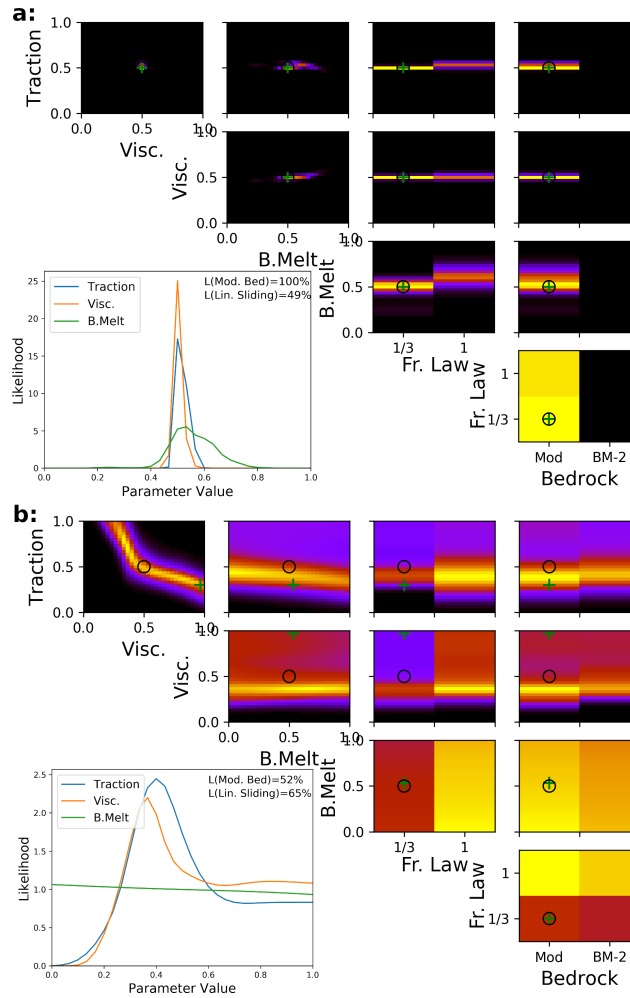 a:
Traction
1.0
0.5
0.0
0.0 0.5 1.0
Visc.
0.0 0.5 1.0
Visc.
1.0
0.5
0.0
0.0 0.5 1.0
B.Melt
B.Melt
1.0
0.5
0.0
1/3 1
Fr. Law
Fr. Law
1
1/3
Mod BM-2
Bedrock
Likelihood
25
20
15
10
5
0
Traction
Visc.
B.Melt
L(Mod. Bed)=100%
L(Lin. Sliding)=49%
0.0 0.2 0.4 0.6 0.8 1.0
Parameter Value
b:
Traction
1.0
0.5
0.0
0.0 0.5 1.0
Visc.
Visc.
1.0
0.5
0.0
0.0 0.5 1.0
B.Melt
B.Melt
1.0
0.5
0.0
1/3 1
Fr. Law
Fr. Law
1
1/3
Mod BM-2
Bedrock
Likelihood
2.5
2.0
1.5
1.0
0.5
0.0
Traction
Visc.
B.Melt
L(Mod. Bed)=52%
L(Lin. Sliding)=65%
0.0 0.2 0.4 0.6 0.8 1.0
Parameter Value